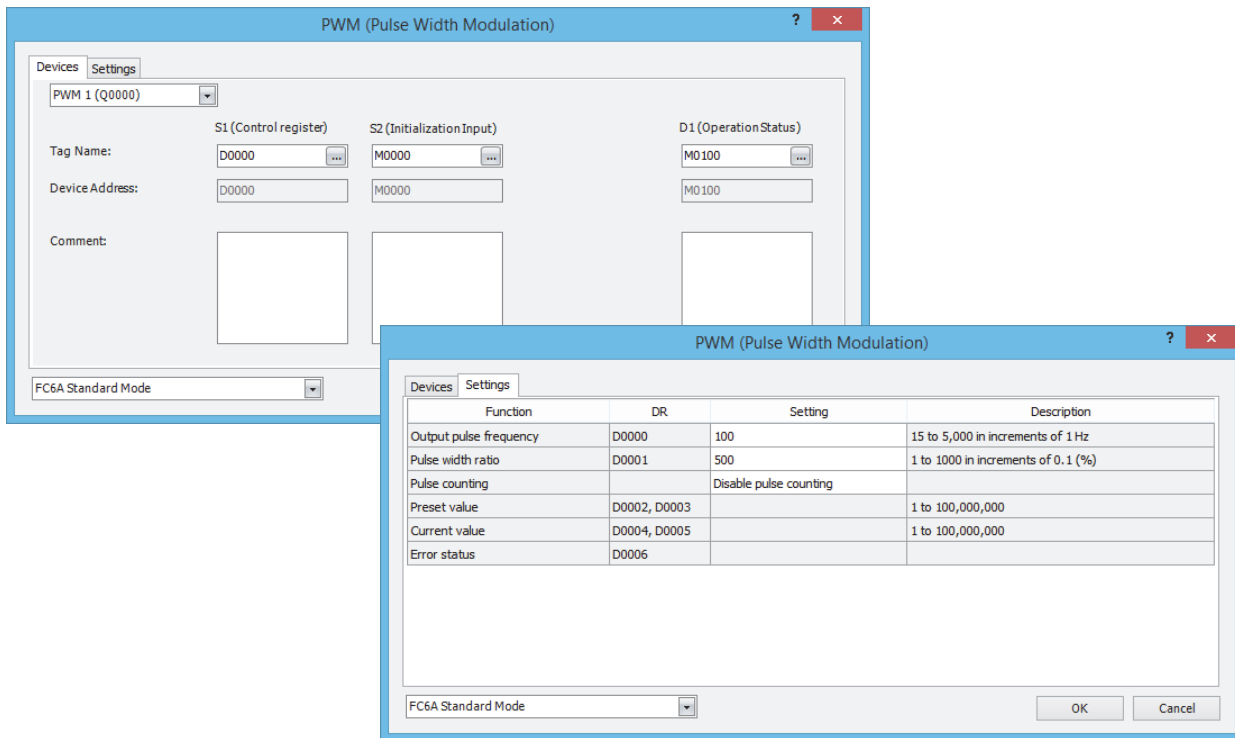 PWM (Pulse Width Modulation)
? ×
Devices Settings
PWM 1 (Q0000)
S1 (Control register) S2 (Initialization Input) D1 (Operation Status)
Tag Name: D0000 ... M0000 ... M0100 ...
Device Address: D0000 M0000 M0100
Comment:
FC6A Standard Mode
PWM (Pulse Width Modulation)
? ×
Devices Settings
Function DR Setting Description
Output pulse frequency D0000 100 15 to 5,000 in increments of 1 Hz
Pulse width ratio D0001 500 1 to 1000 in increments of 0.1 (%)
Pulse counting Disable pulse counting
Preset value D0002, D0003 1 to 100,000,000
Current value D0004, D0005 1 to 100,000,000
Error status D0006
FC6A Standard Mode OK Cancel